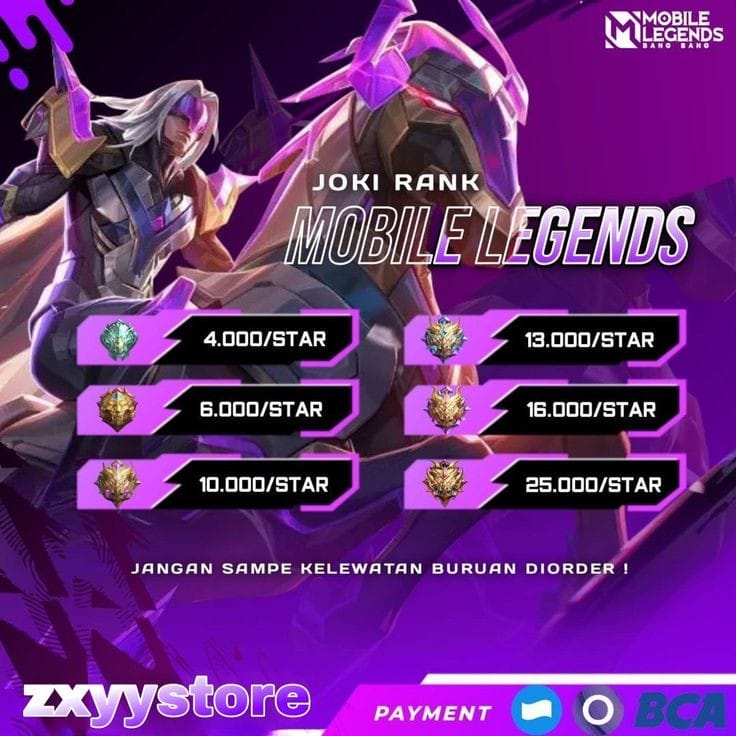 MOBILE
LEGENDS
BANG BANG
JOKI RANK
MOBILE LEGENDS
4.000/STAR
13.000/STAR
6.000/STAR
16.000/STAR
10.000/STAR
25.000/STAR
JANGAN SAMPE KELEWATAN BURUAN DIORDER !
zxyystore
PAYMENT
BCA